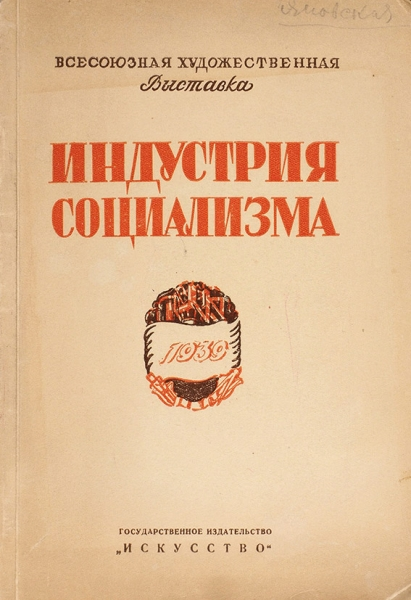 ВСЕСОЮЗНАЯ ХУДОЖЕСТВЕННАЯ
Выставка
ИНДУСТРИЯ
СОЦИАЛИЗМА
1939
ГОСУДАРСТВЕННОЕ ИЗДАТЕЛЬСТВО
„ИСКУССТВО“